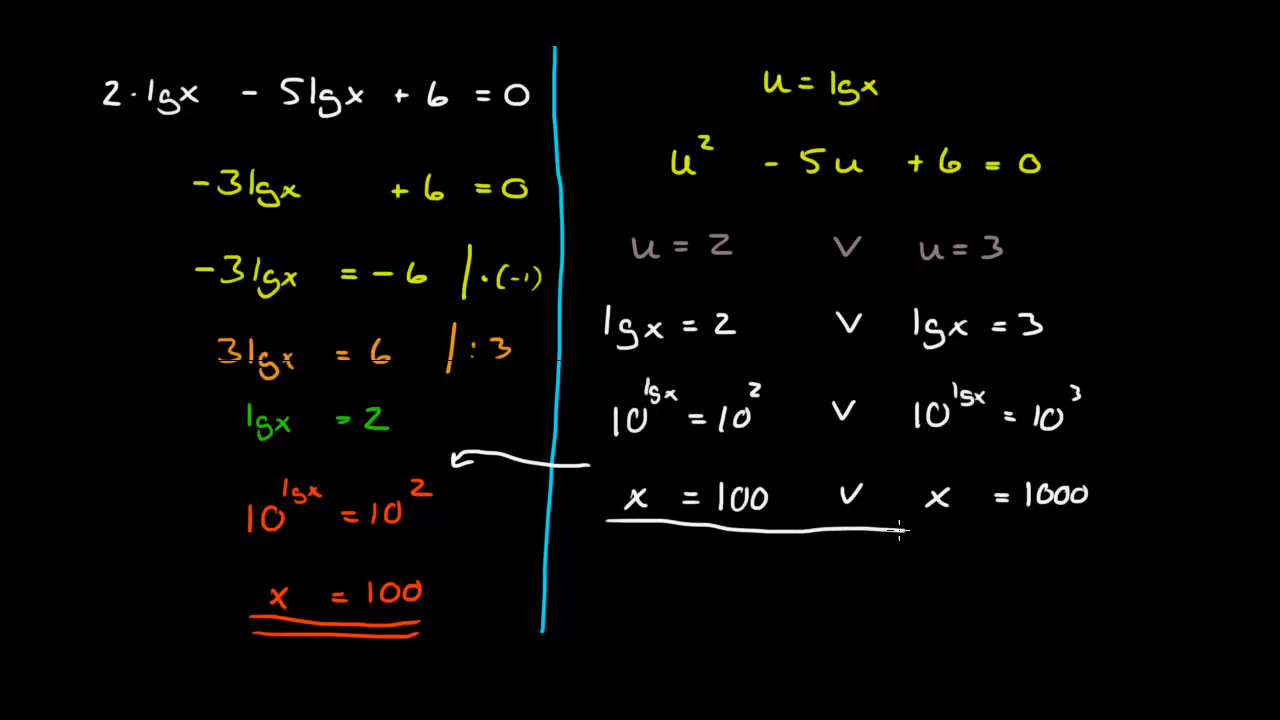 2·lgx - 5lgx + 6 = 0
-3lgx + 6 = 0
-3lgx = -6 | · (-1)
3lgx = 6 | : 3
lgx = 2
10^lgx = 10^2
x = 100
u = lgx
u² - 5u + 6 = 0
u = 2 ∨ u = 3
lgx = 2 ∨ lgx = 3
10^lgx = 10^2 ∨ 10^lgx = 10^3
x = 100 ∨ x = 1000